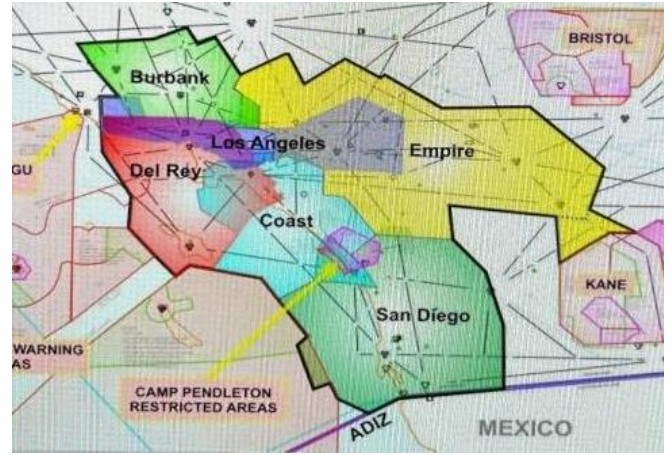 BRISTOL
Burbank
Los Angeles
Empire
GU
Del Rey
Coast
KANE
San Diego
WARNING
AS
CAMP PENDLETON
RESTRICTED AREAS
ADIZ
MEXICO